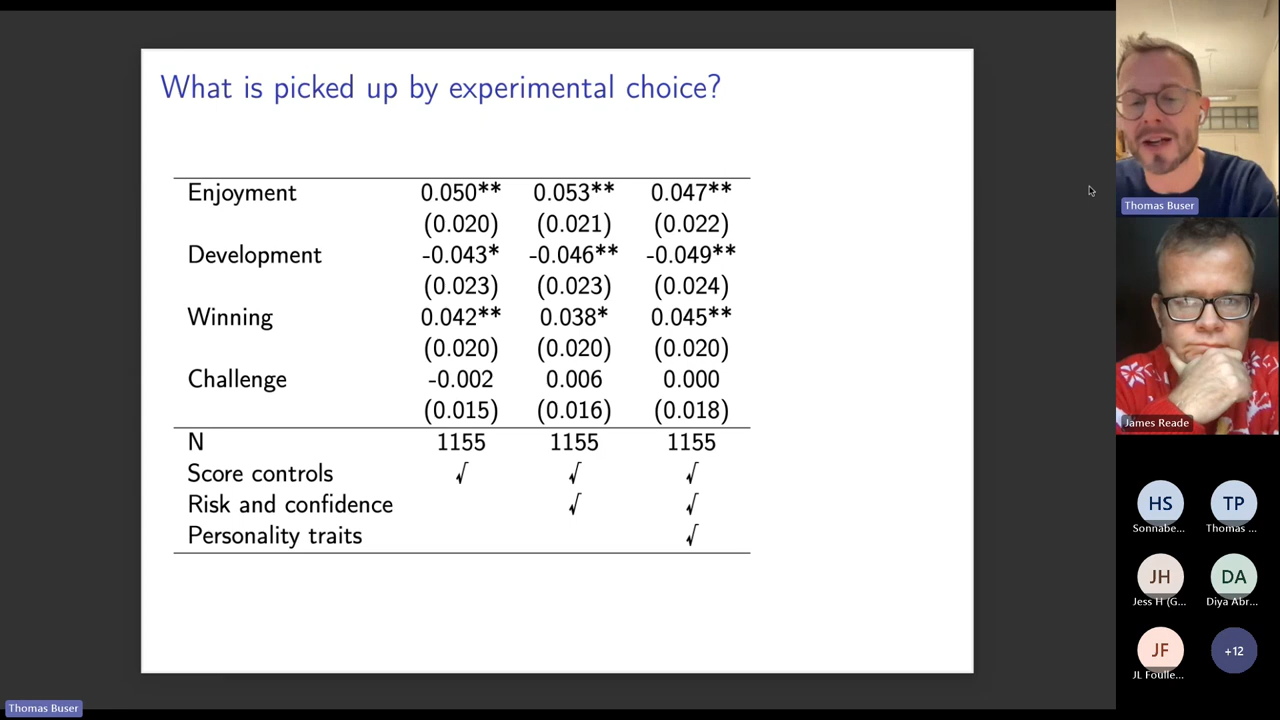 What is picked up by experimental choice?
Enjoyment 0.050** 0.053** 0.047**
(0.020) (0.021) (0.022)
Development -0.043* -0.046** -0.049**
(0.023) (0.023) (0.024)
Winning 0.042** 0.038* 0.045**
(0.020) (0.020) (0.020)
Challenge -0.002 0.006 0.000
(0.015) (0.016) (0.018)
N 1155 1155 1155
Score controls √ √ √
Risk and confidence √ √
Personality traits √
Thomas Buser
Thomas Buser
James Reade
HS TP
Sonnabe... Thomas ...
JH DA
Jess H (G... Diya Abr...
JF +12
JL Foulle...